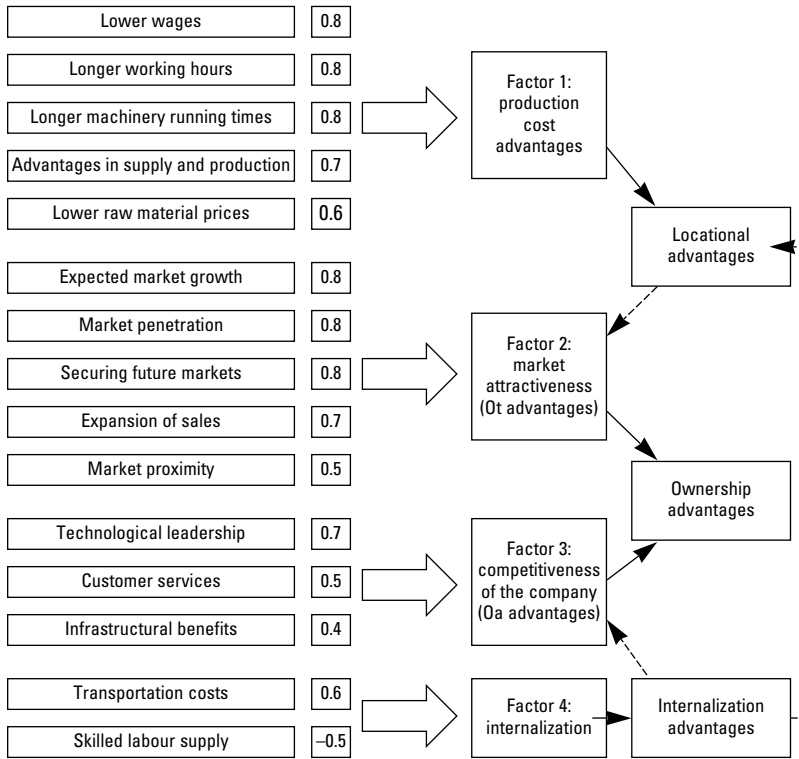 Lower wages 0.8
Longer working hours 0.8
Longer machinery running times 0.8
Advantages in supply and production 0.7
Lower raw material prices 0.6
Factor 1:
production
cost
advantages
Locational
advantages
Expected market growth 0.8
Market penetration 0.8
Securing future markets 0.8
Expansion of sales 0.7
Market proximity 0.5
Factor 2:
market
attractiveness
(Ot advantages)
Ownership
advantages
Technological leadership 0.7
Customer services 0.5
Infrastructural benefits 0.4
Factor 3:
competitiveness
of the company
(Oa advantages)
Transportation costs 0.6
Skilled labour supply –0.5
Factor 4:
internalization
Internalization
advantages